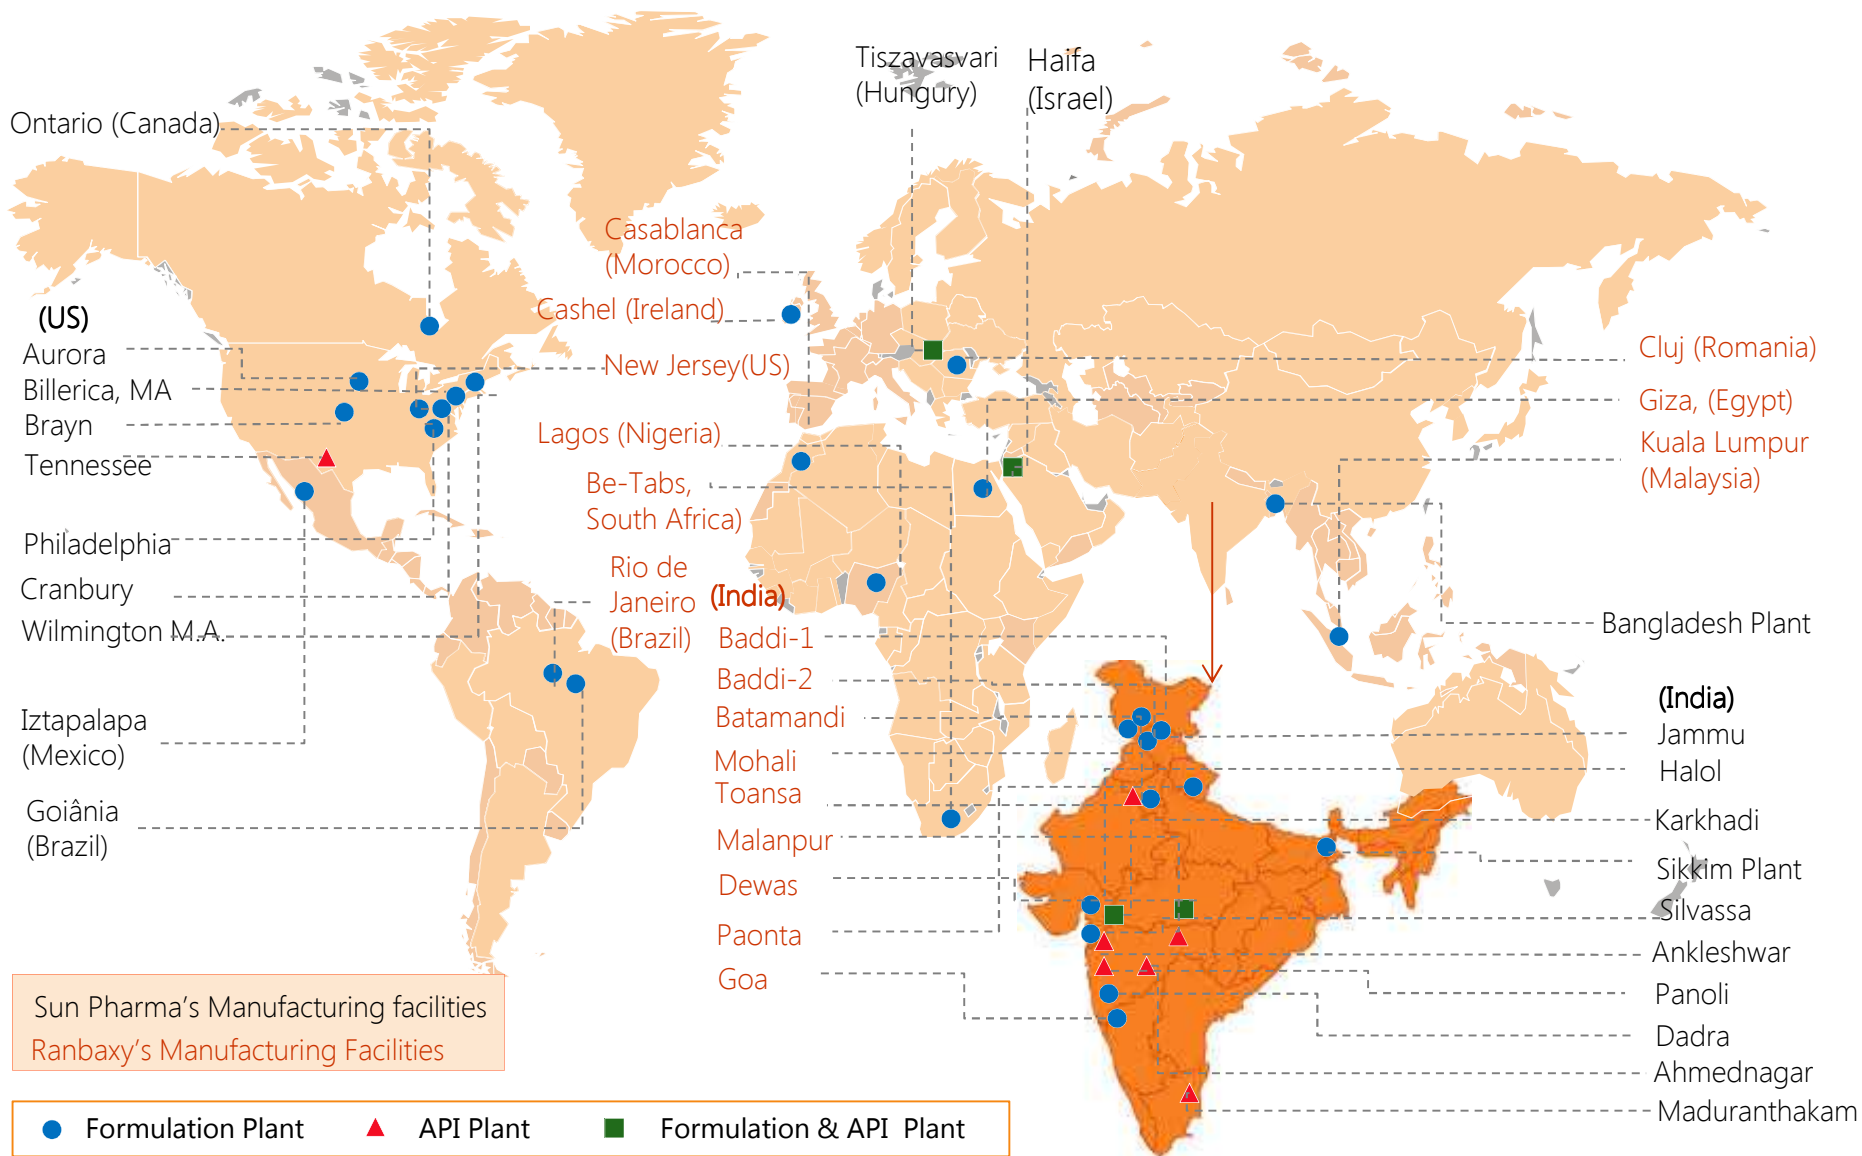 Tiszavasvari
(Hungury)
Haifa
(Israel)
Ontario (Canada)
Casablanca
(Morocco)
Cashel (Ireland)
New Jersey(US)
Lagos (Nigeria)
Be-Tabs,
South Africa)
Rio de
Janeiro
(Brazil)
(US)
Aurora
Billerica, MA
Brayn
Tennessee
Philadelphia
Cranbury
Wilmington M.A.
Iztapalapa
(Mexico)
Goiânia
(Brazil)
Cluj (Romania)
Giza, (Egypt)
Kuala Lumpur
(Malaysia)
Bangladesh Plant
(India)
Baddi-1
Baddi-2
Batamandi
Mohali
Toansa
Malanpur
Dewas
Paonta
Goa
(India)
Jammu
Halol
Karkhadi
Sikkim Plant
Silvassa
Ankleshwar
Panoli
Dadra
Ahmednagar
Maduranthakam
Sun Pharma's Manufacturing facilities
Ranbaxy's Manufacturing Facilities
Formulation Plant
API Plant
Formulation & API Plant